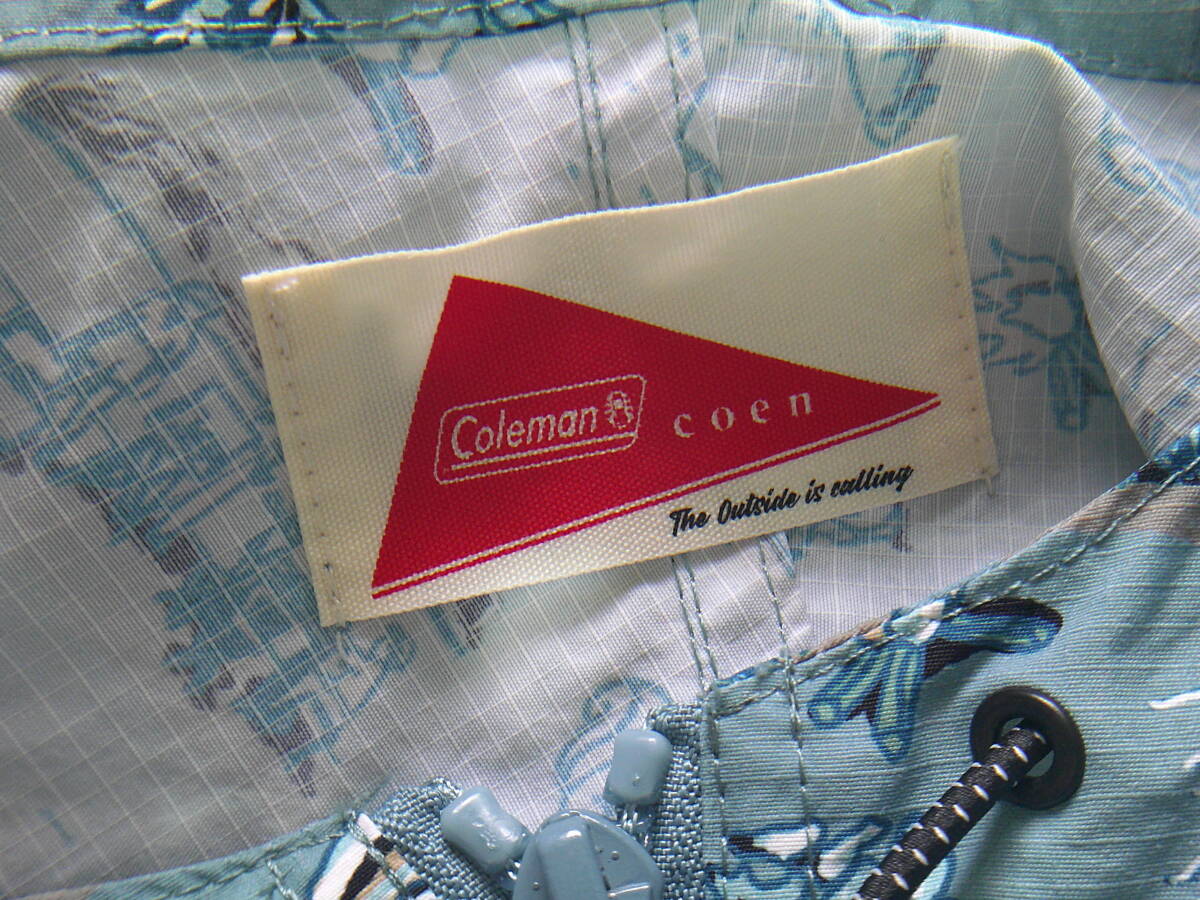 Coleman coen
The Outside is calling